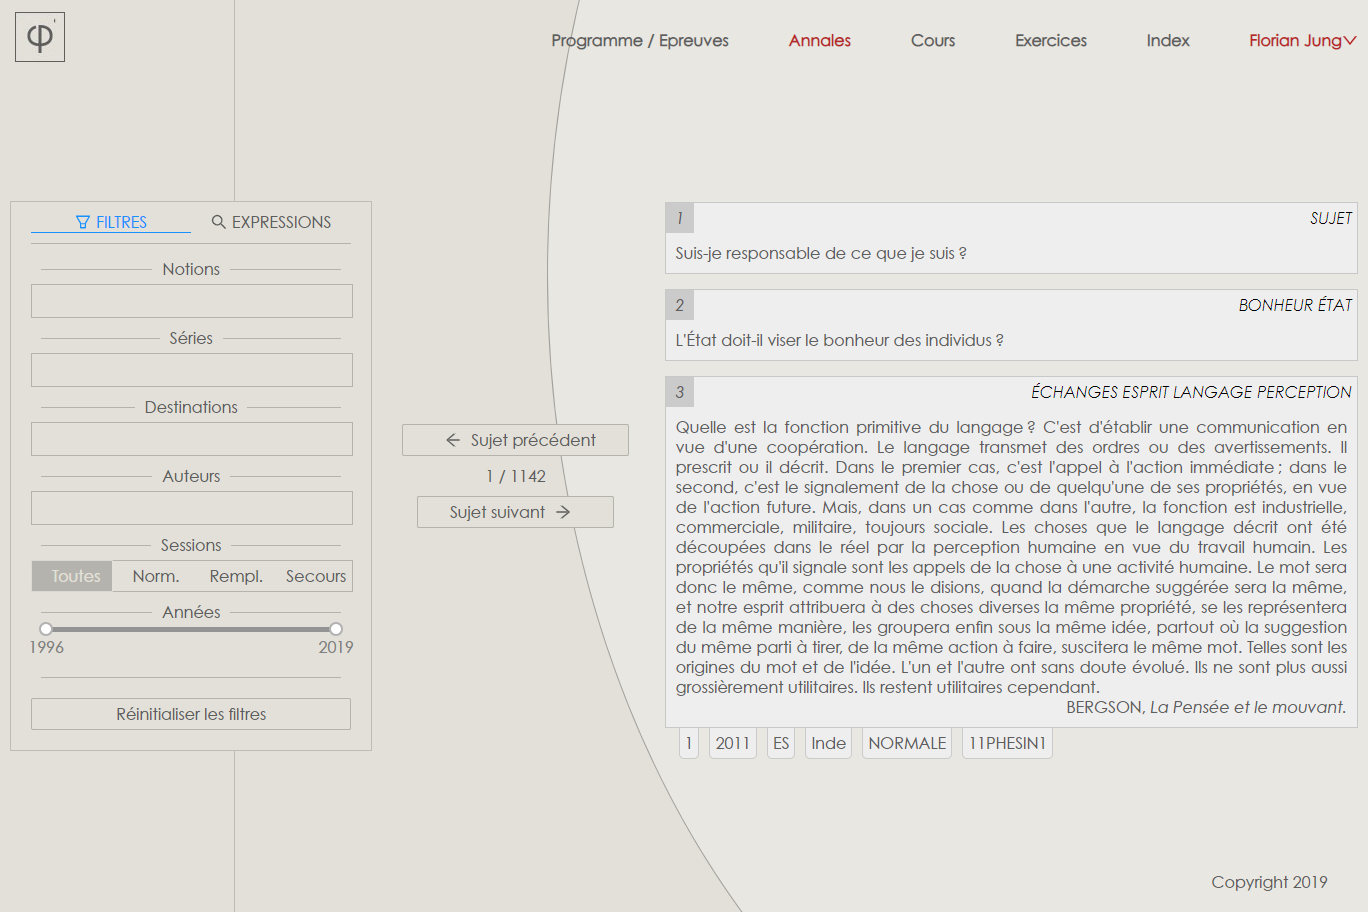 φ'
Programme / Epreuves
Annales
Cours
Exercices
Index
Florian Jung
FILTRES
EXPRESSIONS
Notions
Séries
Destinations
Auteurs
Sessions
Toutes
Norm.
Rempl.
Secours
Années
1996
2019
Réinitialiser les filtres
Sujet précédent
1 / 1142
Sujet suivant
1
SUJET
Suis-je responsable de ce que je suis ?
2
BONHEUR ÉTAT
L'État doit-il viser le bonheur des individus ?
3
ÉCHANGES ESPRIT LANGAGE PERCEPTION
Quelle est la fonction primitive du langage ? C'est d'établir une communication en
vue d'une coopération. Le langage transmet des ordres ou des avertissements. Il
prescrit ou il décrit. Dans le premier cas, c'est l'appel à l'action immédiate ; dans le
second, c'est le signalement de la chose ou de quelqu'une de ses propriétés, en vue
de l'action future. Mais, dans un cas comme dans l'autre, la fonction est industrielle,
commerciale, militaire, toujours sociale. Les choses que le langage décrit ont été
découpées dans le réel par la perception humaine en vue du travail humain. Les
propriétés qu'il signale sont les appels de la chose à une activité humaine. Le mot sera
donc le même, comme nous le disions, quand la démarche suggérée sera la même,
et notre esprit attribuera à des choses diverses la même propriété, se les représentera
de la même manière, les groupera enfin sous la même idée, partout où la suggestion
du même parti à tirer, de la même action à faire, suscitera le même mot. Telles sont les
origines du mot et de l'idée. L'un et l'autre ont sans doute évolué. Ils ne sont plus aussi
grossièrement utilitaires. Ils restent utilitaires cependant.
BERGSON, La Pensée et le mouvant.
1
2011
ES
Inde
NORMALE
11PHESIN1
Copyright 2019